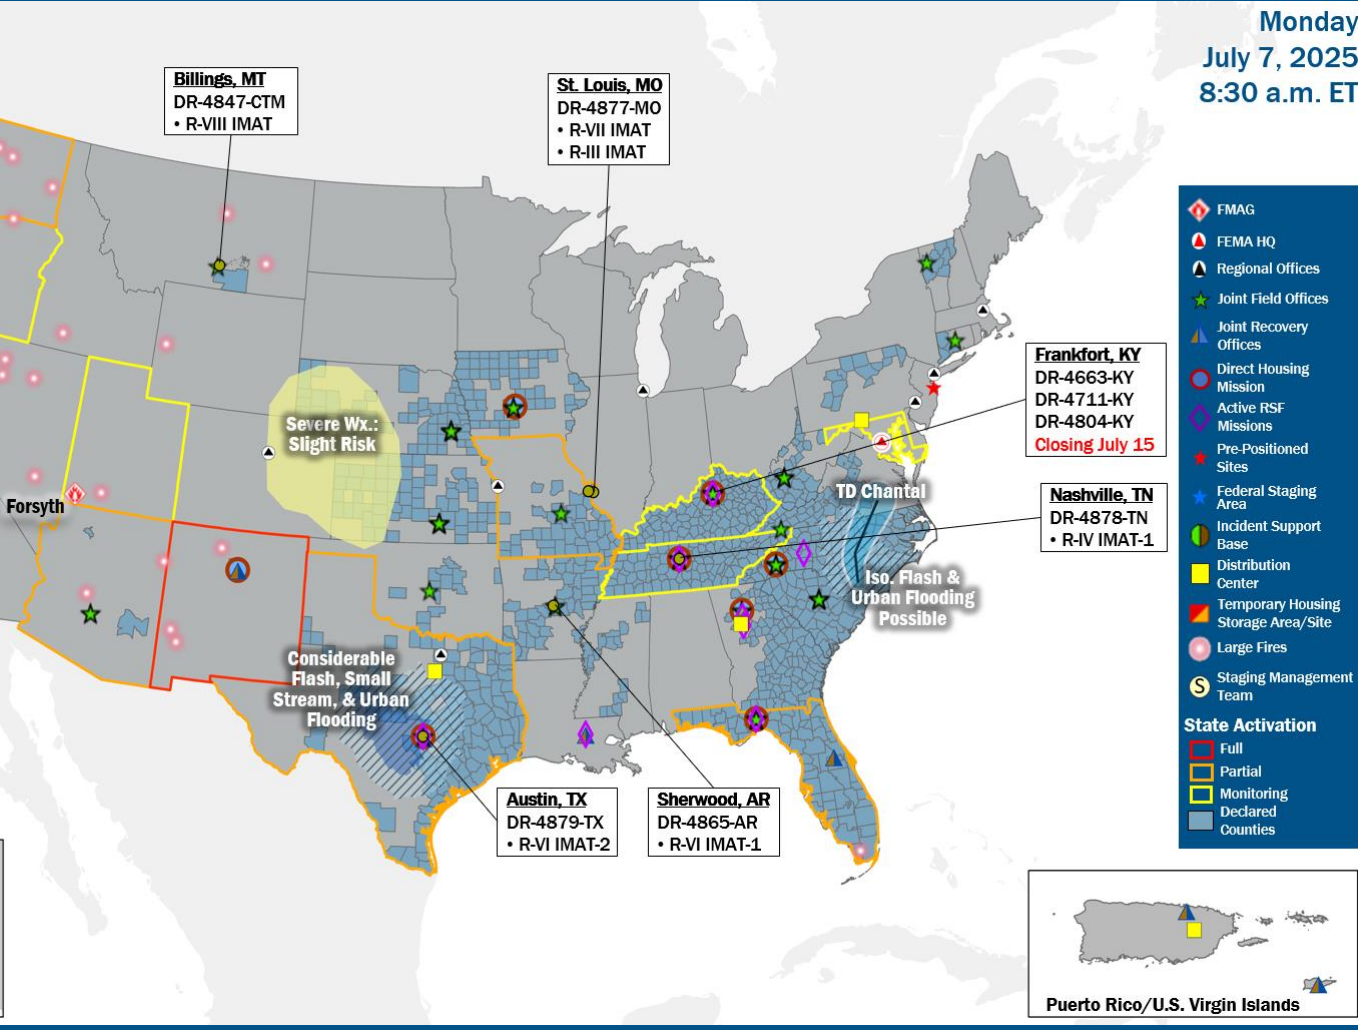 Monday
July 7, 2025
8:30 a.m. ET
Billings, MT
DR-4847-CTM
• R-VIII IMAT
St. Louis, MO
DR-4877-MO
• R-VII IMAT
• R-III IMAT
Frankfort, KY
DR-4663-KY
DR-4711-KY
DR-4804-KY
Closing July 15
Nashville, TN
DR-4878-TN
• R-IV IMAT-1
Severe Wx.:
Slight Risk
Forsyth
TD Chantal
Iso. Flash &
Urban Flooding
Possible
Considerable
Flash, Small
Stream, & Urban
Flooding
Austin, TX
DR-4879-TX
• R-VI IMAT-2
Sherwood, AR
DR-4865-AR
• R-VI IMAT-1
FMAG
FEMA HQ
Regional Offices
Joint Field Offices
Joint Recovery
Offices
Direct Housing
Mission
Active RSF
Missions
Pre-Positioned
Sites
Federal Staging
Area
Incident Support
Base
Distribution
Center
Temporary Housing
Storage Area/Site
Large Fires
S
Staging Management
Team
State Activation
Full
Partial
Monitoring
Declared
Counties
Puerto Rico/U.S. Virgin Islands